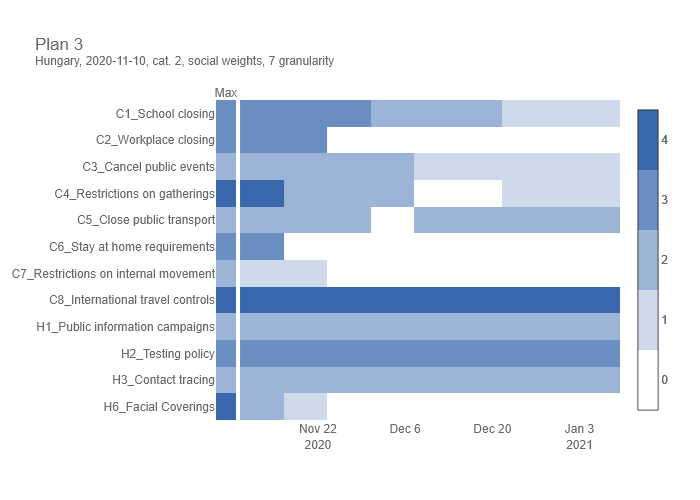 Plan 3
Hungary, 2020-11-10, cat. 2, social weights, 7 granularity
Max
C1_School closing
C2_Workplace closing
C3_Cancel public events
C4_Restrictions on gatherings
C5_Close public transport
C6_Stay at home requirements
C7_Restrictions on internal movement
C8_International travel controls
H1_Public information campaigns
H2_Testing policy
H3_Contact tracing
H6_Facial Coverings
4
3
2
1
0
Nov 22 Dec 6 Dec 20 Jan 3
2020 2021